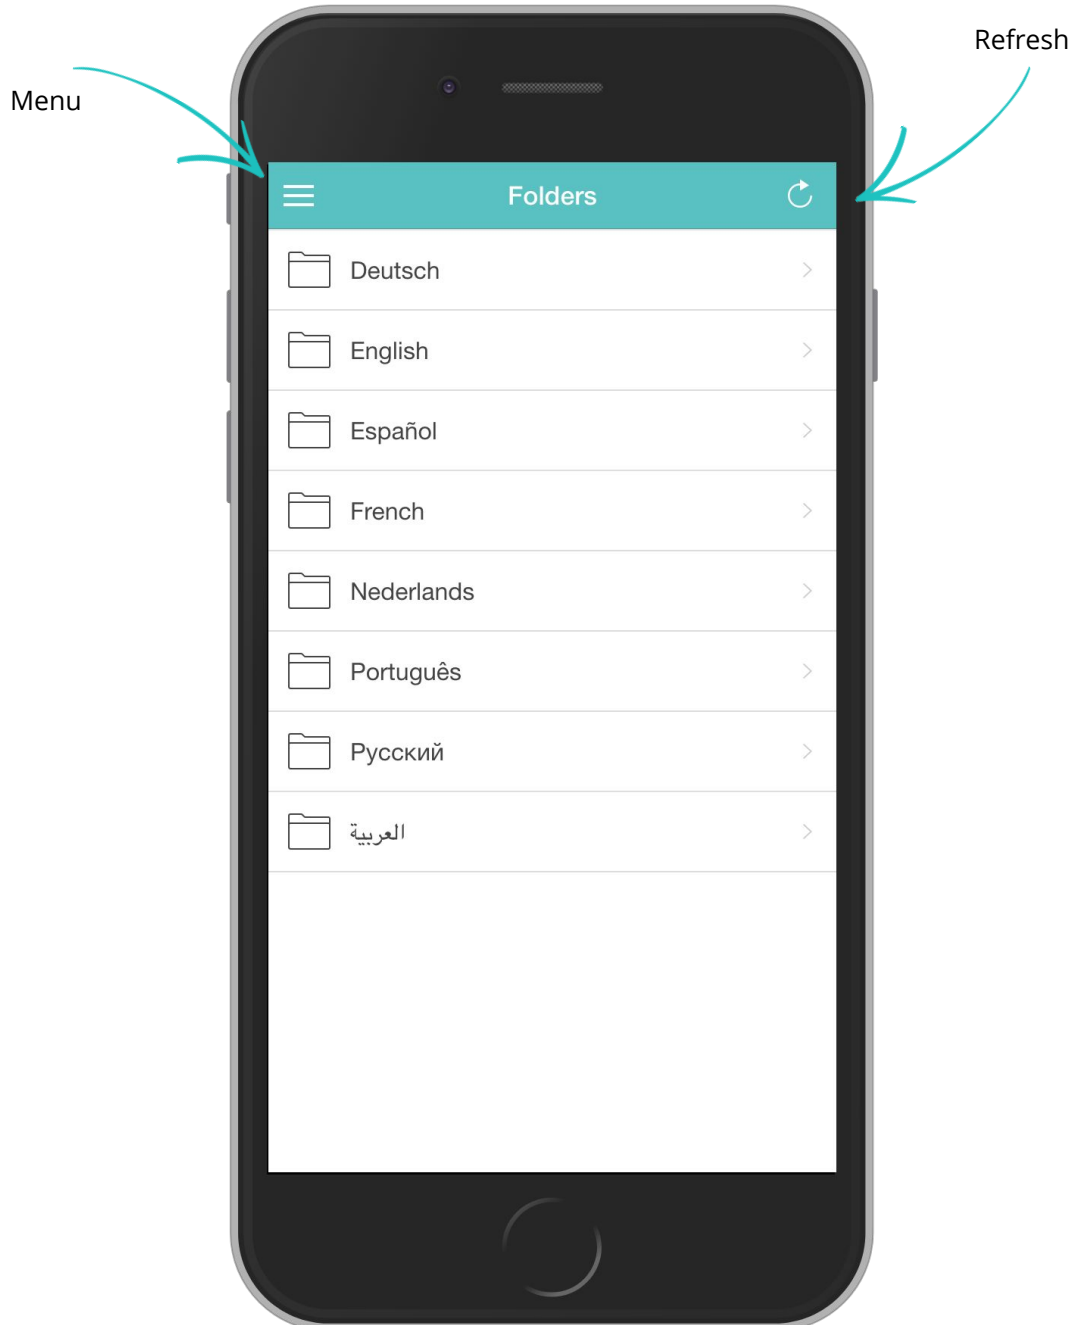 Refresh
Menu
Folders
Deutsch
English
Español
French
Nederlands
Português
Русский
العربية